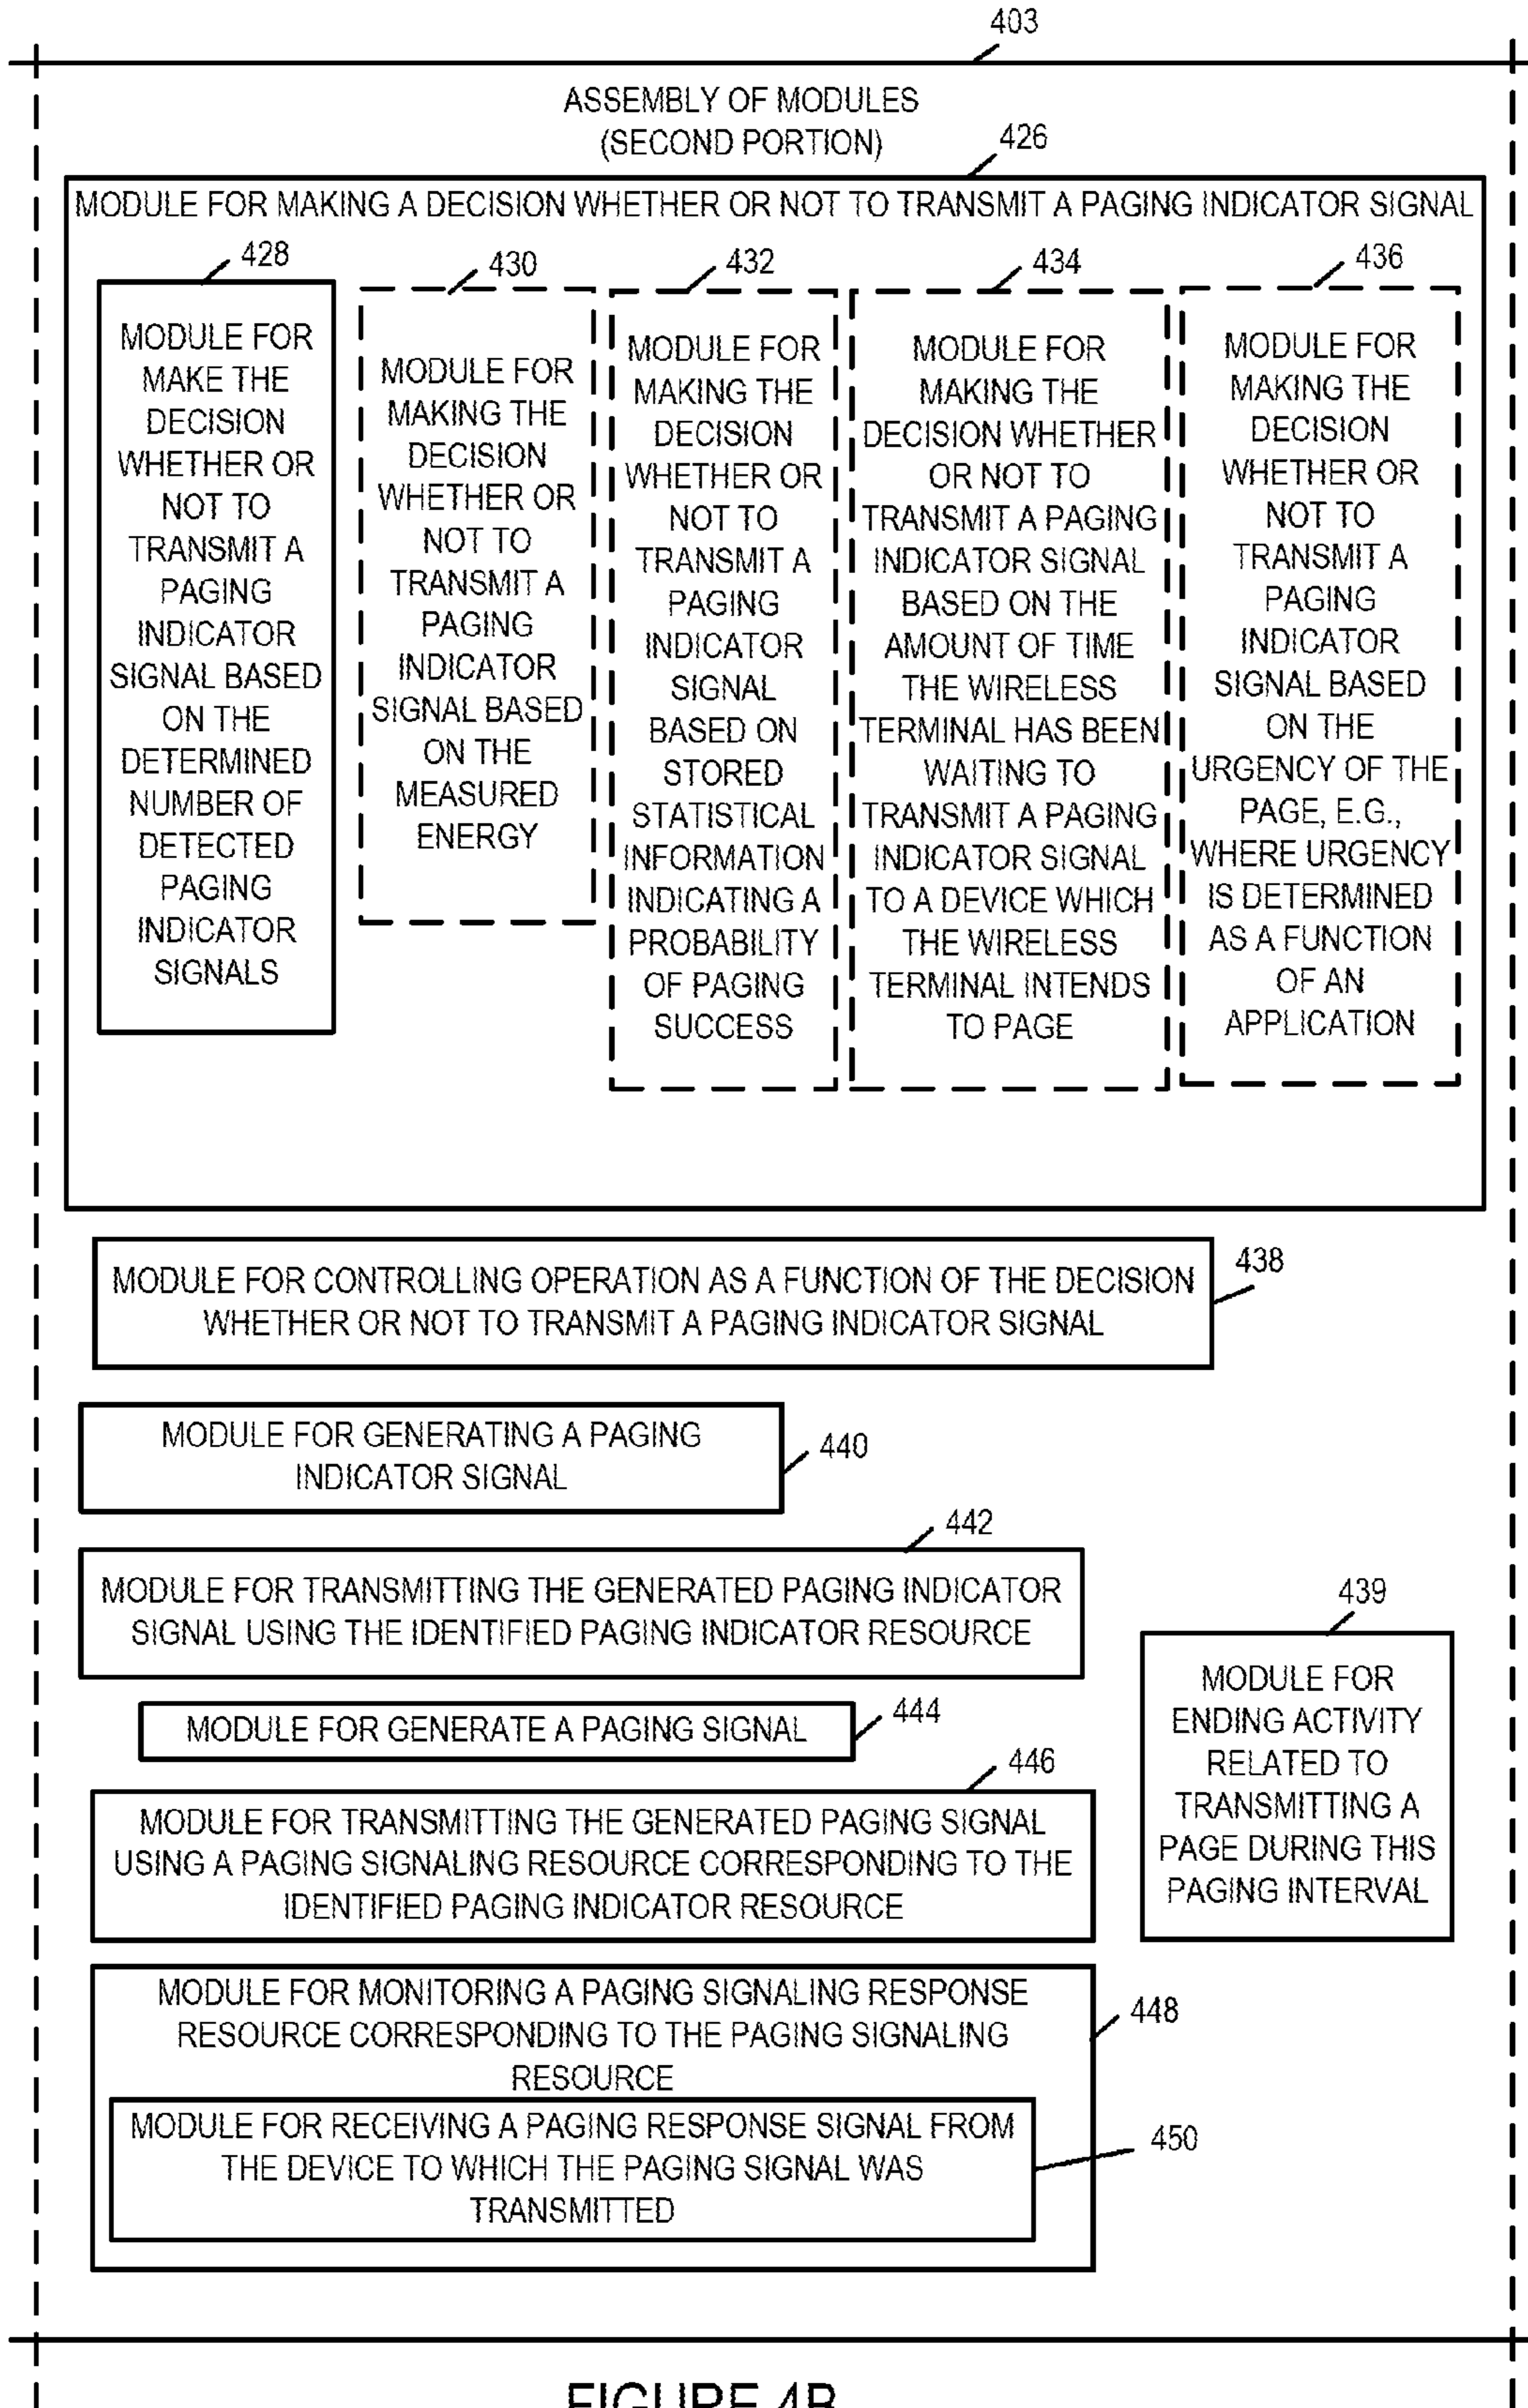 403
ASSEMBLY OF MODULES
(SECOND PORTION)
426
MODULE FOR MAKING A DECISION WHETHER OR NOT TO TRANSMIT A PAGING INDICATOR SIGNAL
428
MODULE FOR
MAKE THE
DECISION
WHETHER OR
NOT TO
TRANSMIT A
PAGING
INDICATOR
SIGNAL BASED
ON THE
DETERMINED
NUMBER OF
DETECTED
PAGING
INDICATOR
SIGNALS
430
MODULE FOR
MAKING THE
DECISION
WHETHER OR
NOT TO
TRANSMIT A
PAGING
INDICATOR
SIGNAL BASED
ON THE
MEASURED
ENERGY
432
MODULE FOR
MAKING THE
DECISION
WHETHER OR
NOT TO
TRANSMIT A
PAGING
INDICATOR
SIGNAL
BASED ON
STORED
STATISTICAL
INFORMATION
INDICATING A
PROBABILITY
OF PAGING
SUCCESS
434
MODULE FOR
MAKING THE
DECISION WHETHER
OR NOT TO
TRANSMIT A PAGING
INDICATOR SIGNAL
BASED ON THE
AMOUNT OF TIME
THE WIRELESS
TERMINAL HAS BEEN
WAITING TO
TRANSMIT A PAGING
INDICATOR SIGNAL
TO A DEVICE WHICH
THE WIRELESS
TERMINAL INTENDS
TO PAGE
436
MODULE FOR
MAKING THE
DECISION
WHETHER OR
NOT TO
TRANSMIT A
PAGING
INDICATOR
SIGNAL BASED
ON THE
URGENCY OF THE
PAGE, E.G.,
WHERE URGENCY
IS DETERMINED
AS A FUNCTION
OF AN
APPLICATION
438
MODULE FOR CONTROLLING OPERATION AS A FUNCTION OF THE DECISION
WHETHER OR NOT TO TRANSMIT A PAGING INDICATOR SIGNAL
MODULE FOR GENERATING A PAGING
INDICATOR SIGNAL
440
442
MODULE FOR TRANSMITTING THE GENERATED PAGING INDICATOR
SIGNAL USING THE IDENTIFIED PAGING INDICATOR RESOURCE
439
MODULE FOR
ENDING ACTIVITY
RELATED TO
TRANSMITTING A
PAGE DURING THIS
PAGING INTERVAL
MODULE FOR GENERATE A PAGING SIGNAL
444
446
MODULE FOR TRANSMITTING THE GENERATED PAGING SIGNAL
USING A PAGING SIGNALING RESOURCE CORRESPONDING TO THE
IDENTIFIED PAGING INDICATOR RESOURCE
MODULE FOR MONITORING A PAGING SIGNALING RESPONSE
RESOURCE CORRESPONDING TO THE PAGING SIGNALING
RESOURCE
448
MODULE FOR RECEIVING A PAGING RESPONSE SIGNAL FROM
THE DEVICE TO WHICH THE PAGING SIGNAL WAS
TRANSMITTED
450
FIGURE 4B